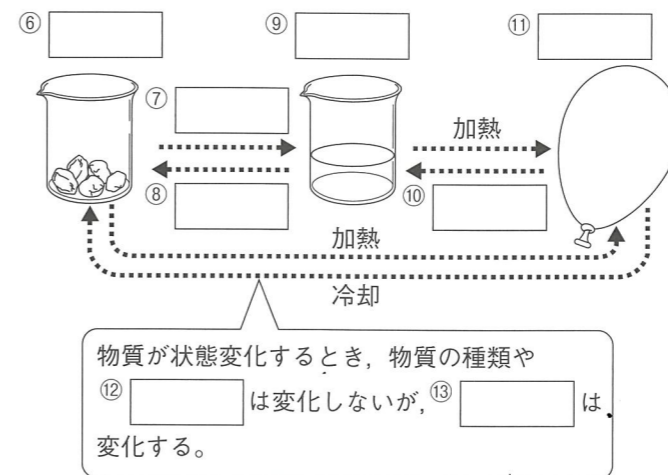 ⑥ ⑨ ⑪
⑦
加熱
⑧ ⑩
加熱
冷却
物質が状態変化するとき，物質の種類や
⑫ は変化しないが，⑬ は
変化する。